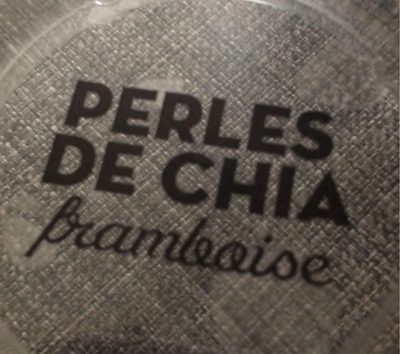 PERLES
DE CHIA
framboise